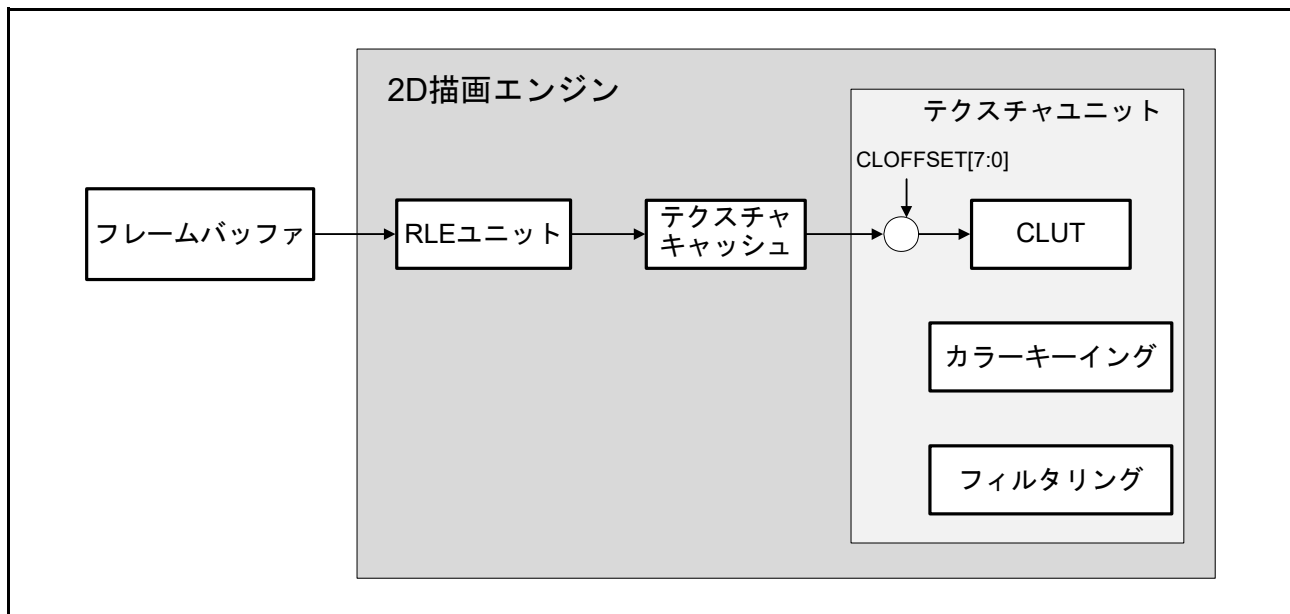 2D描画エンジン
テクスチャユニット
CLOFFSET[7:0]
フレームバッファ
RLEユニット
テクスチャ
キャッシュ
CLUT
カラーキーイング
フィルタリング